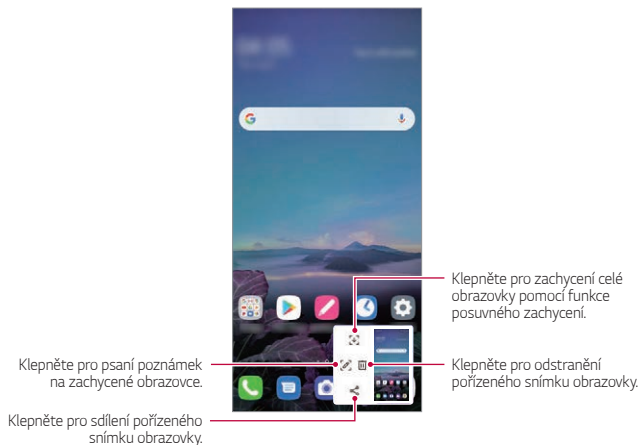 Klepněte pro zachycení celé
obrazovky pomocí funkce
posuvného zachycení.
Klepněte pro psaní poznámek
na zachycené obrazovce.
Klepněte pro odstranění
pořízeného snímku obrazovky.
Klepněte pro sdílení pořízeného
snímku obrazovky.